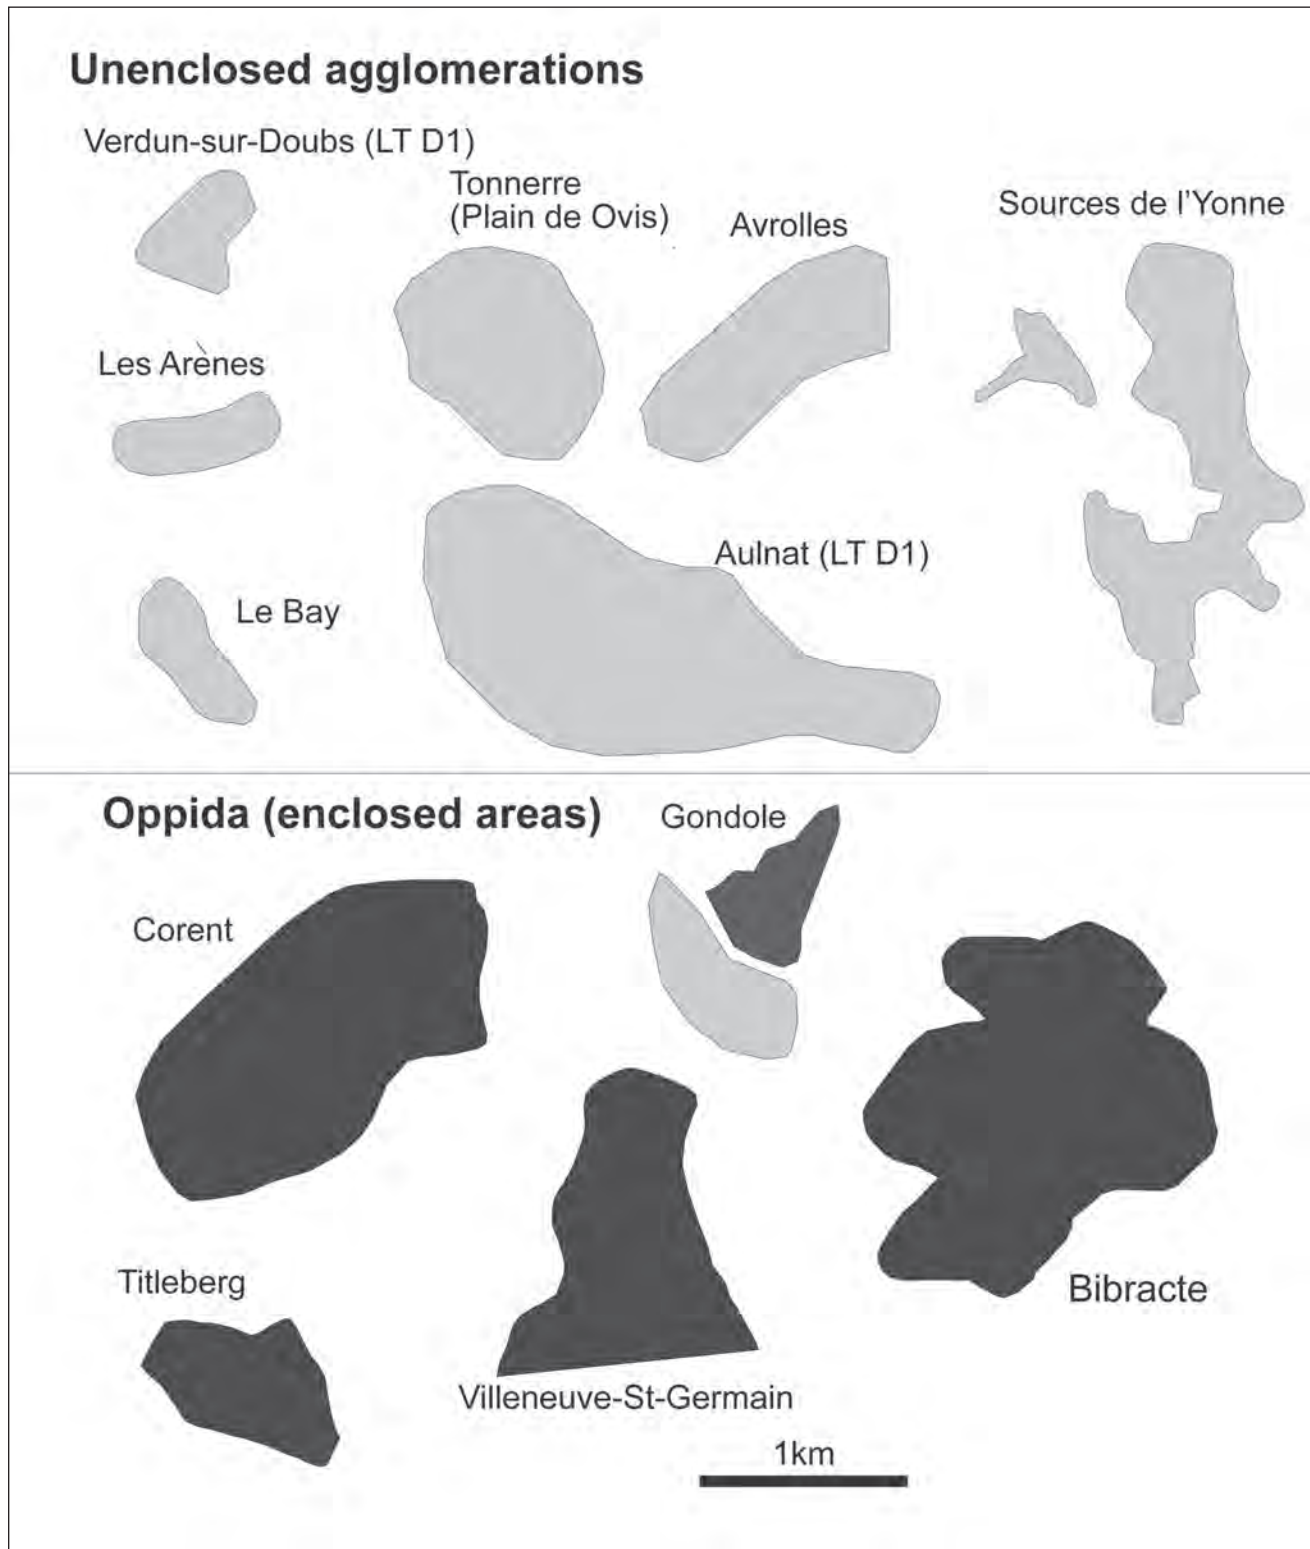 Unenclosed agglomerations
Verdun-sur-Doubs (LT D1)
Tonnerre
(Plain de Ovis)
Avrolles
Sources de l'Yonne
Les Arènes
Aulnat (LT D1)
Le Bay
Oppida (enclosed areas)
Gondole
Corent
Titleberg
Bibracte
Villeneuve-St-Germain
1km